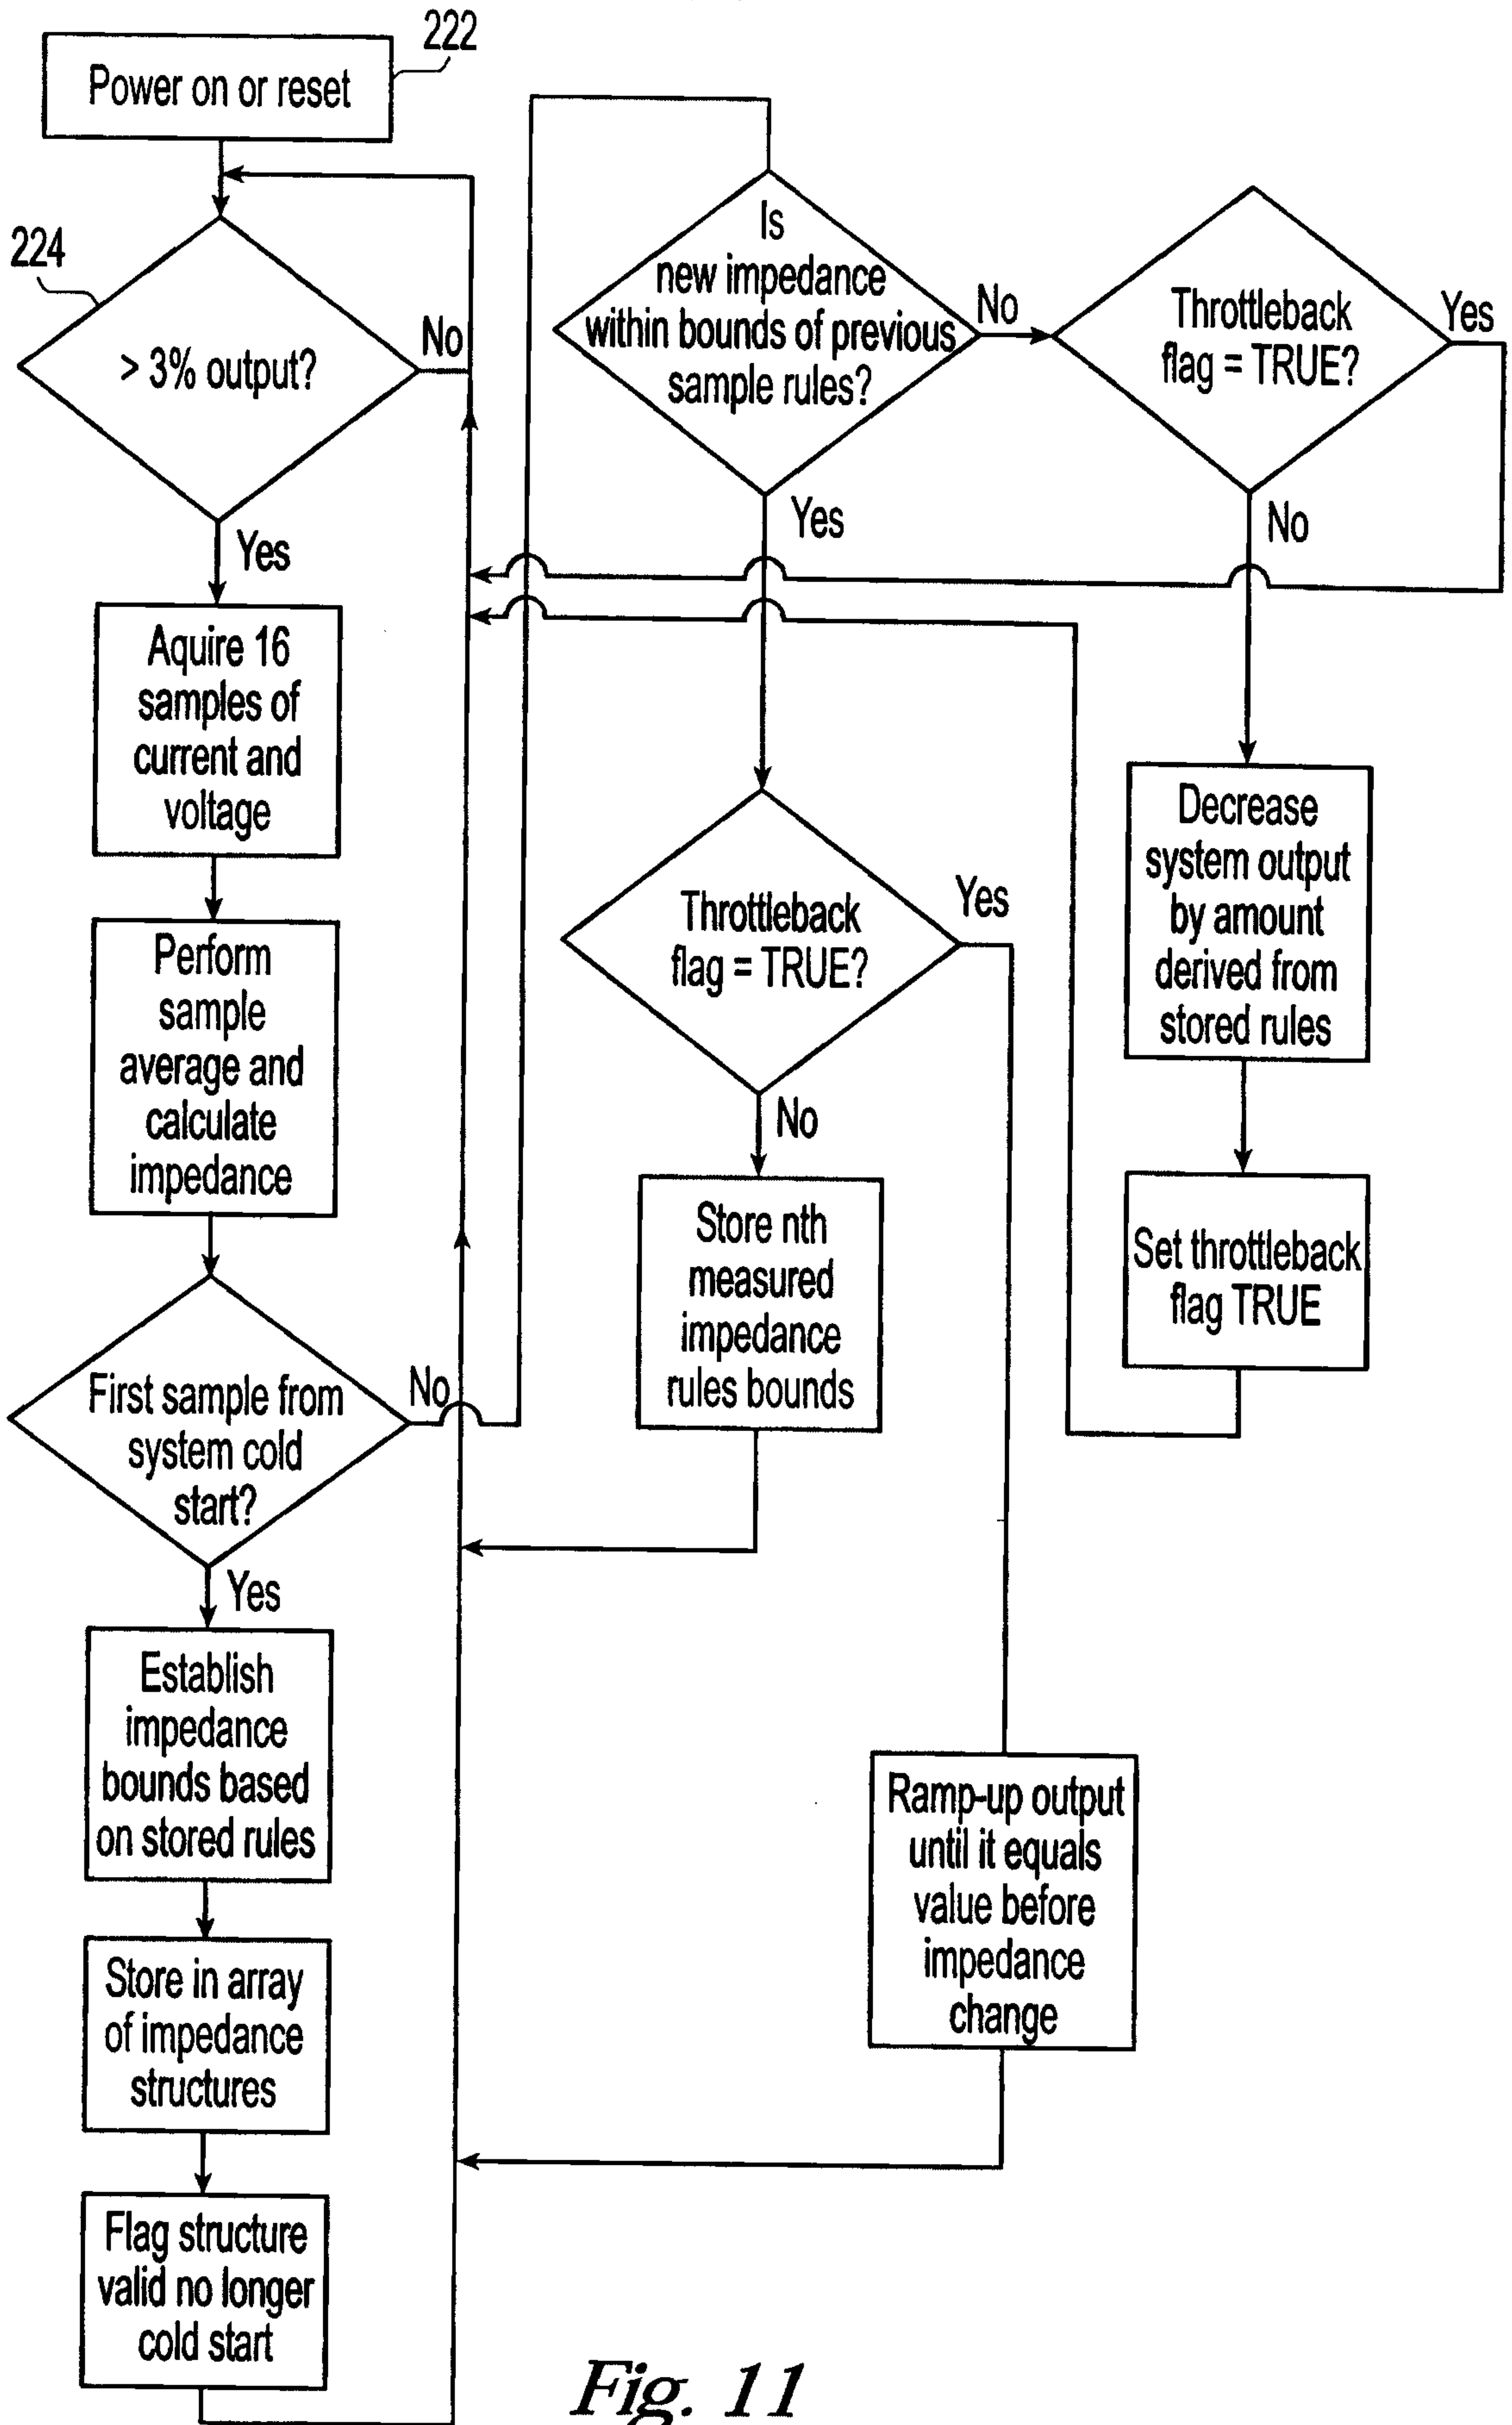 222
Power on or reset
224
> 3% output?
No
Yes
Aquire 16
samples of
current and
voltage
Perform
sample
average and
calculate
impedance
First sample from
system cold
start?
No
Yes
Establish
impedance
bounds based
on stored rules
Store in array
of impedance
structures
Flag structure
valid no longer
cold start
Is
new impedance
within bounds of previous
sample rules?
No
Yes
Throttleback
flag = TRUE?
Yes
No
Throttleback
flag = TRUE?
Yes
No
Store nth
measured
impedance
rules bounds
Decrease
system output
by amount
derived from
stored rules
Set throttleback
flag TRUE
Ramp-up output
until it equals
value before
impedance
change
Fig. 11